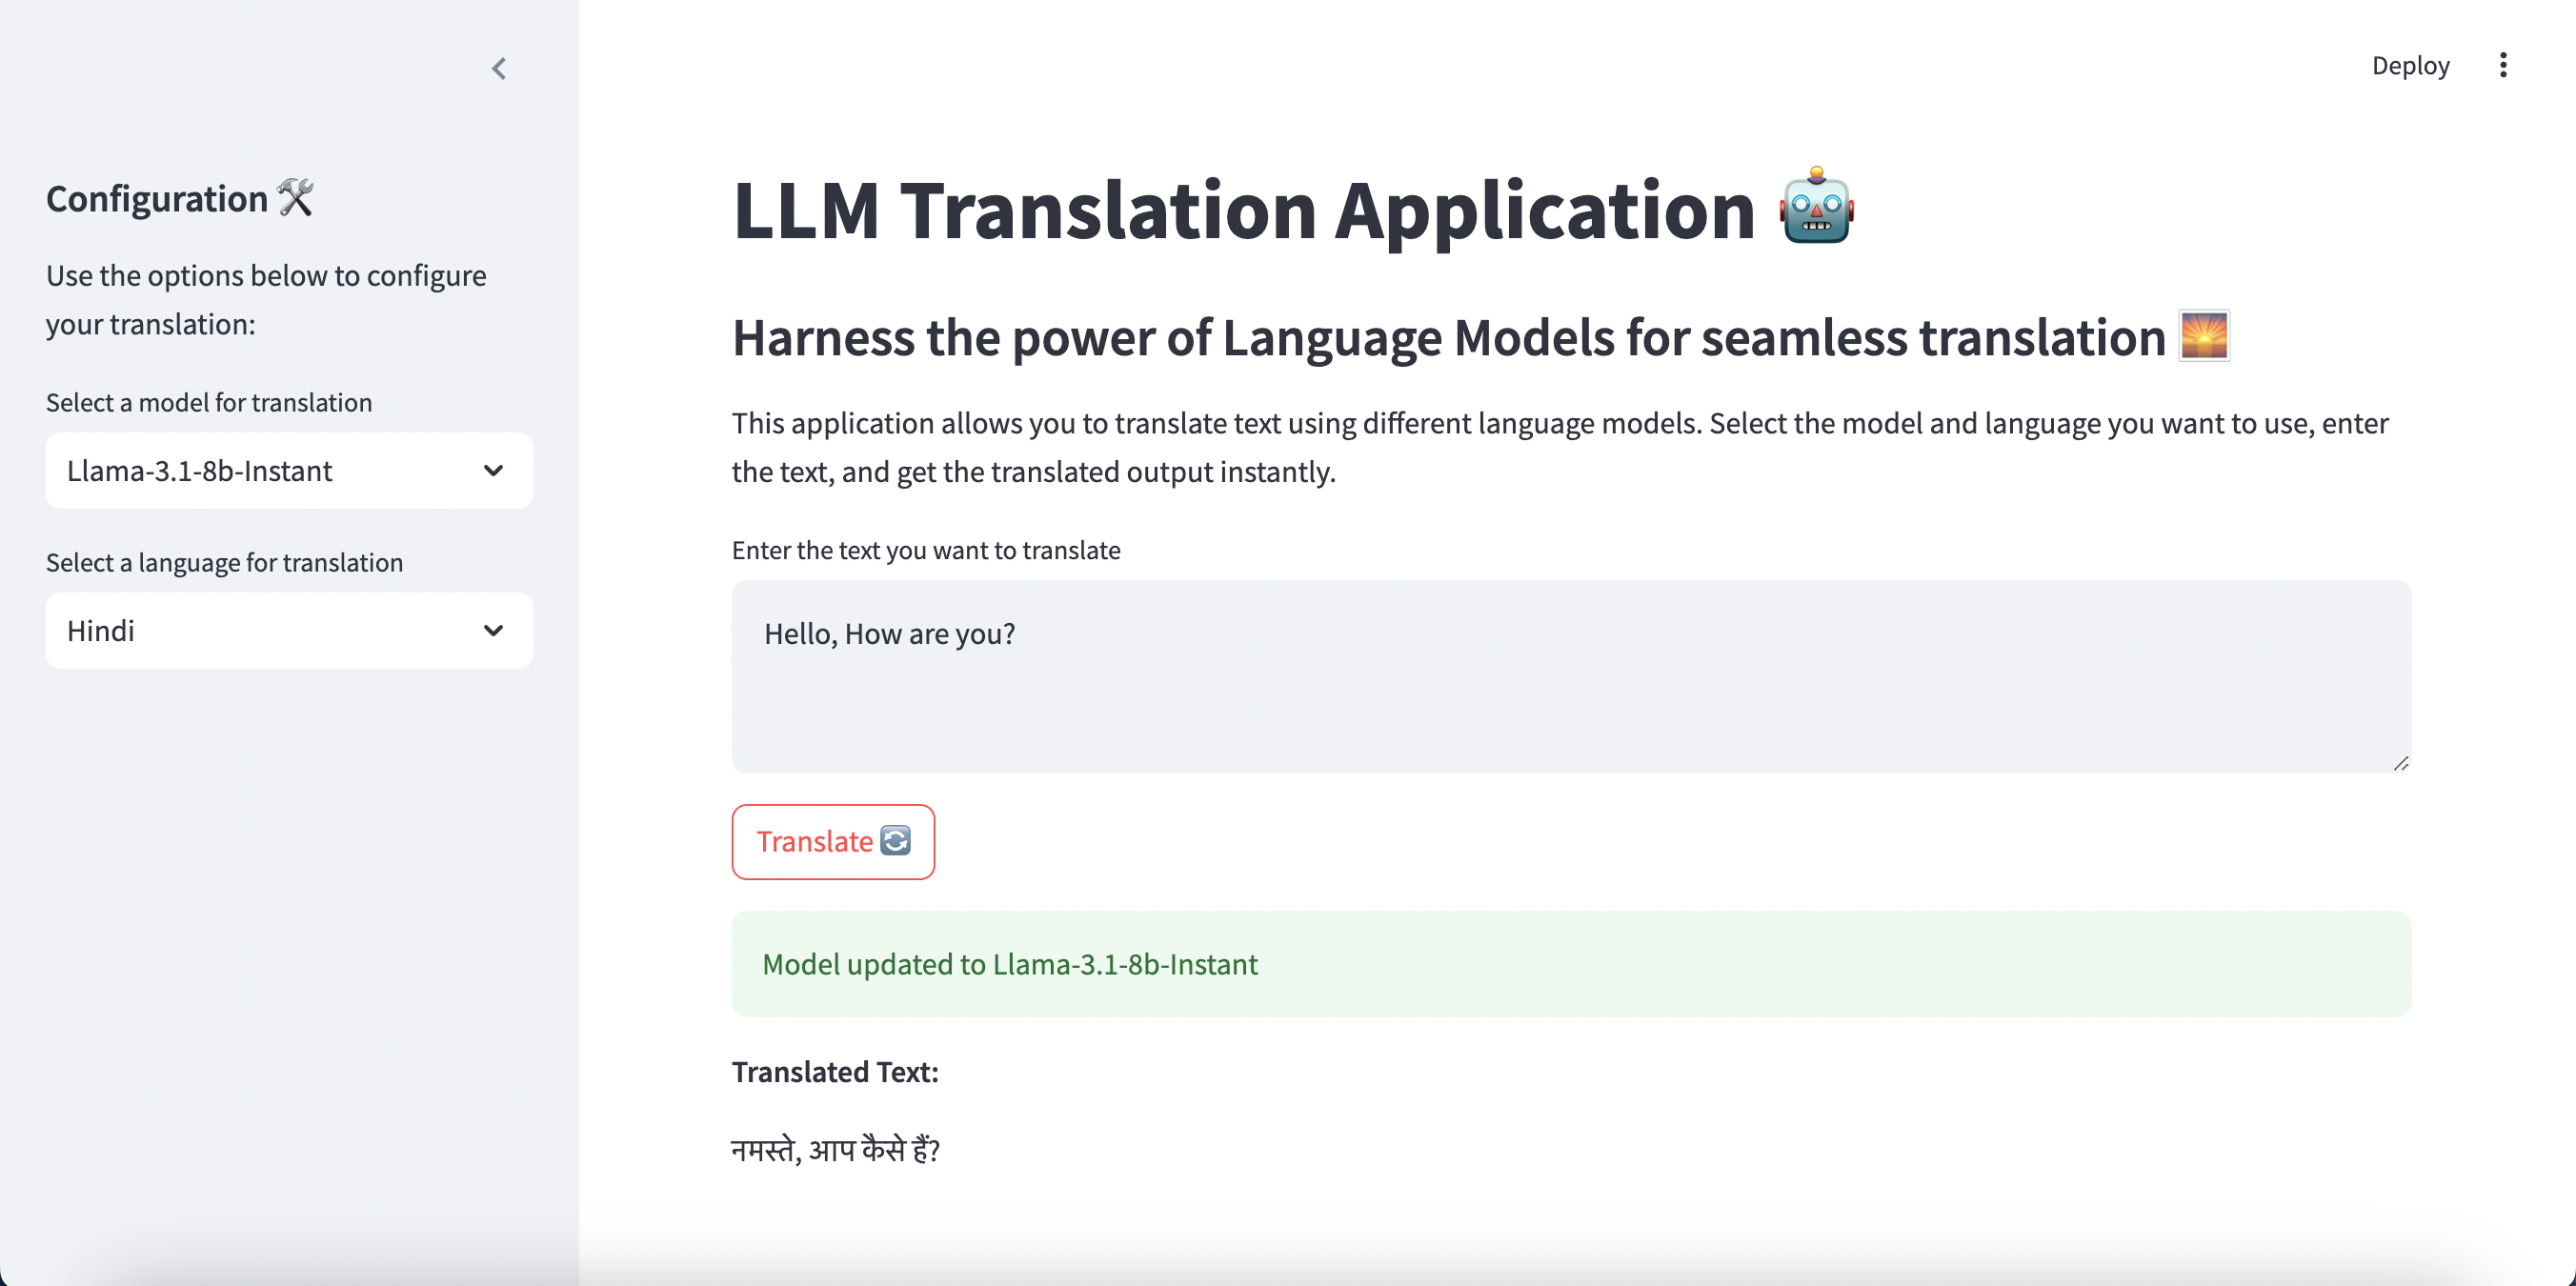 Configuration 🛠️
Use the options below to configure
your translation:
Select a model for translation
Llama-3.1-8b-Instant
Select a language for translation
Hindi
Deploy
LLM Translation Application 🤖
Harness the power of Language Models for seamless translation 🌅
This application allows you to translate text using different language models. Select the model and language you want to use, enter
the text, and get the translated output instantly.
Enter the text you want to translate
Hello, How are you?
Translate 🔄
Model updated to Llama-3.1-8b-Instant
Translated Text:
नमस्ते, आप कैसे हैं?